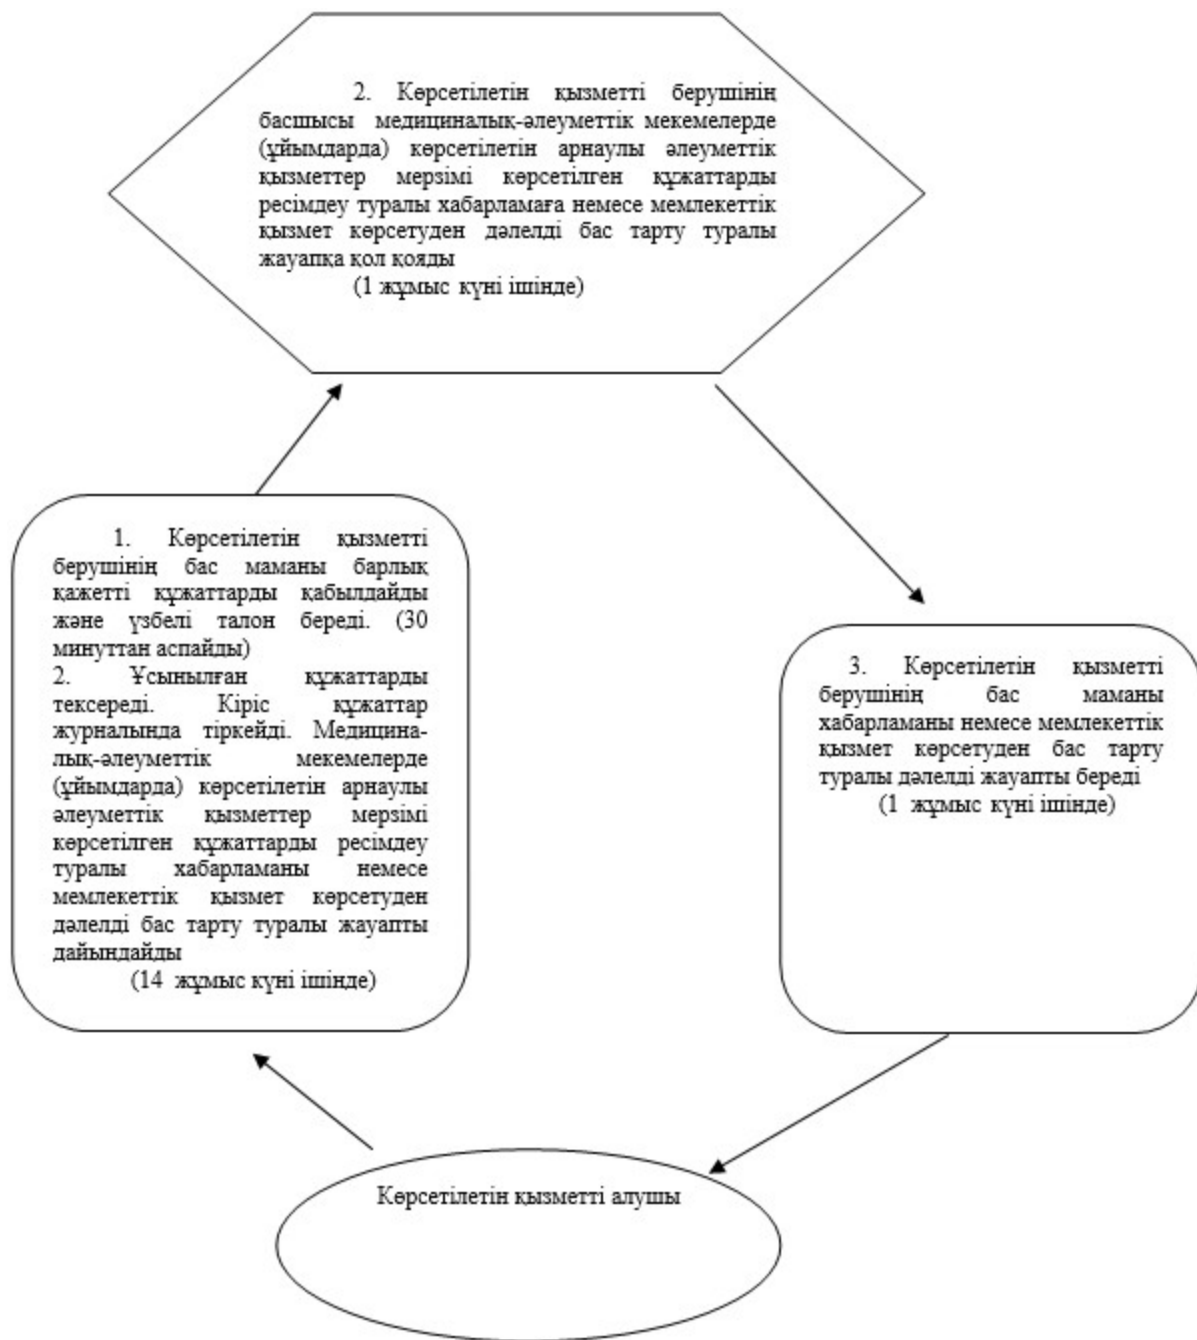 2. Көрсетілетін қызметті берушінің
басшысы медициналық-әлеуметтік мекемелерде
(ұйымдарда) көрсетілетін арнаулы әлеуметтік
қызметтер мерзімі көрсетілген құжаттарды
ресімдеу туралы хабарламаға немесе мемлекеттік
қызмет көрсетуден дәлелді бас тарту туралы
жауапқа қол қояды
(1 жұмыс күні ішінде)
1. Көрсетілетін қызметті
берушінің бас маманы барлық
қажетті құжаттарды қабылдайды
және үзбелі талон береді. (30
минуттан аспайды)
2. Ұсынылған құжаттарды
тексереді. Кіріс құжаттар
журналында тіркейді. Медицина-
лық-әлеуметтік мекемелерде
(ұйымдарда) көрсетілетін арнаулы
әлеуметтік қызметтер мерзімі
көрсетілген құжаттарды ресімдеу
туралы хабарламаны немесе
мемлекеттік қызмет көрсетуден
дәлелді бас тарту туралы жауапты
дайындайды
(14 жұмыс күні ішінде)
3. Көрсетілетін қызметті
берушінің бас маманы
хабарламаны немесе мемлекеттік
қызмет көрсетуден бас тарту
туралы дәлелді жауапты береді
(1 жұмыс күні ішінде)
Көрсетілетін қызметті алушы